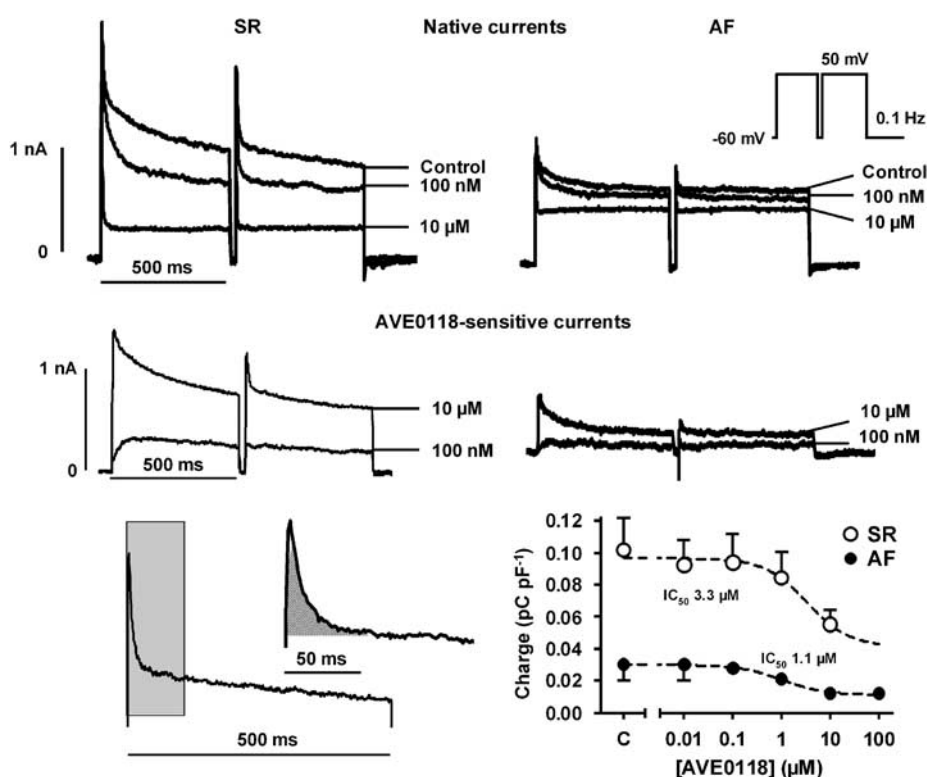 SR Native currents AF
50 mV
-60 mV 0.1 Hz
1 nA
0
Control
100 nM
10 µM
500 ms
Control
100 nM
10 µM
AVE0118-sensitive currents
1 nA
0
10 µM
100 nM
500 ms
10 µM
100 nM
50 ms
500 ms
Charge (pC pF-1)
0.12
0.10
0.08
0.06
0.04
0.02
0.00
SR
AF
IC50 3.3 µM
IC50 1.1 µM
C 0.01 0.1 1 10 100
[AVE0118] (µM)